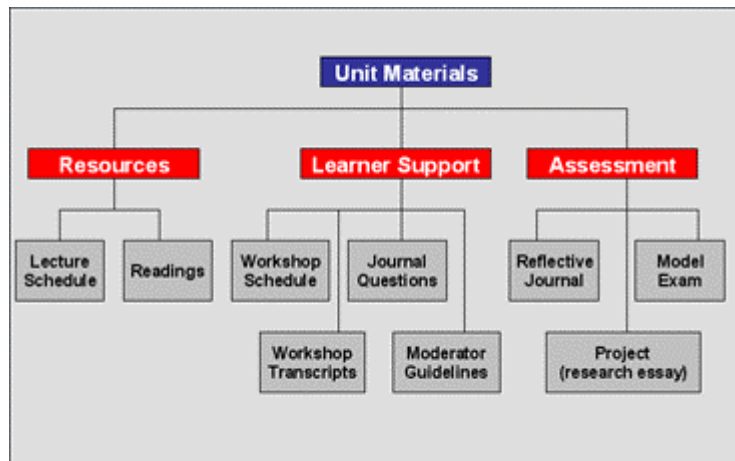 Unit Materials
Resources
Learner Support
Assessment
Lecture
Schedule
Readings
Workshop
Schedule
Journal
Questions
Reflective
Journal
Model
Exam
Workshop
Transcripts
Moderator
Guidelines
Project
(research essay)